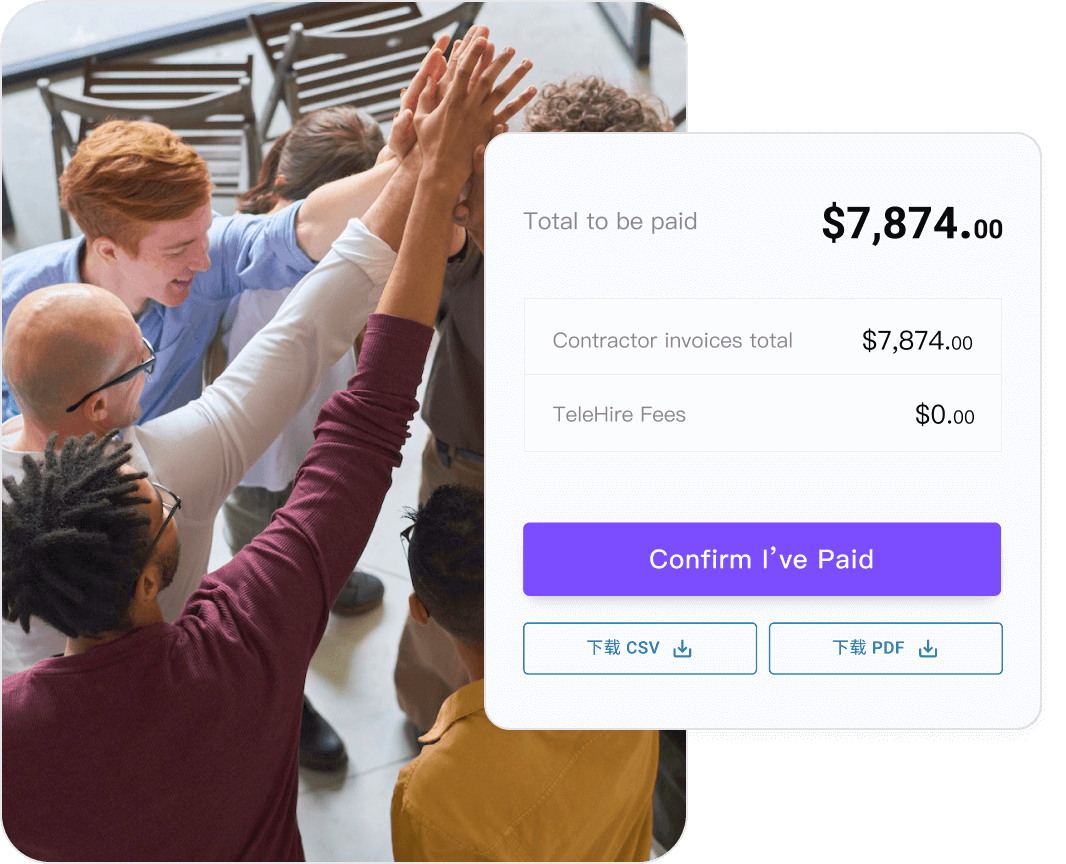 Total to be paid $7,874.00
Contractor invoices total $7,874.00
TeleHire Fees $0.00
Confirm I’ve Paid
下载 CSV
下载 PDF